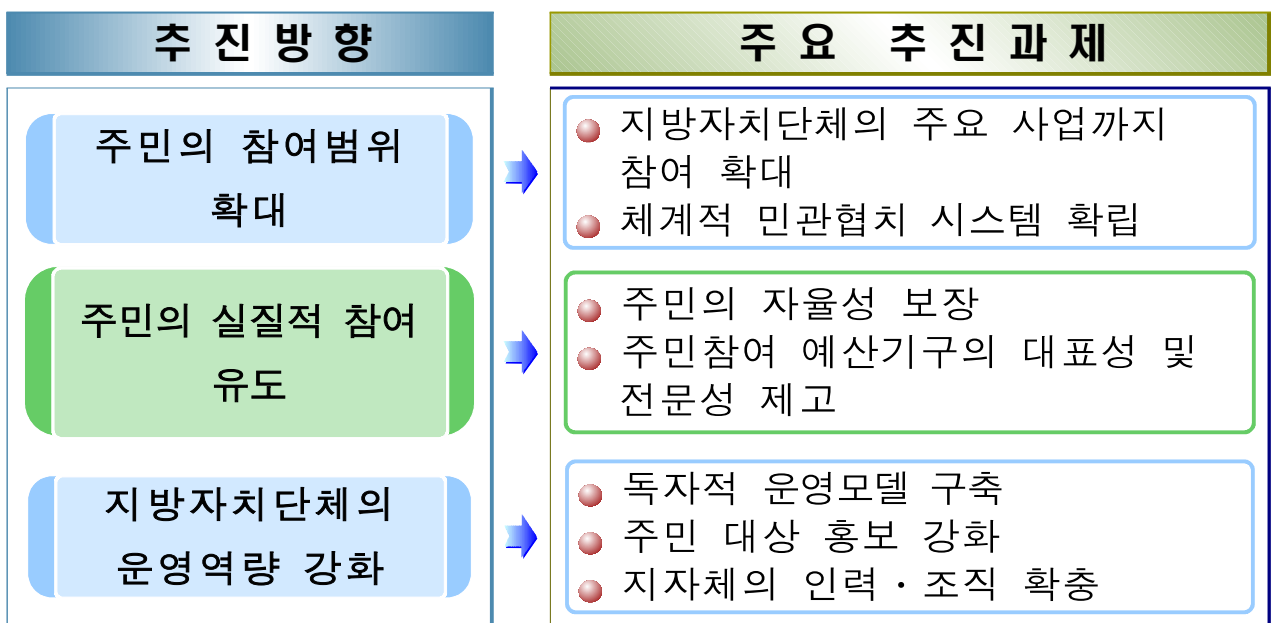 추진방향
주요 추진과제
주민의 참여범위
확대
지방자치단체의 주요 사업까지
참여 확대
체계적 민관협치 시스템 확립
주민의 실질적 참여
유도
주민의 자율성 보장
주민참여 예산기구의 대표성 및
전문성 제고
지방자치단체의
운영역량 강화
독자적 운영모델 구축
주민 대상 홍보 강화
지자체의 인력・조직 확충